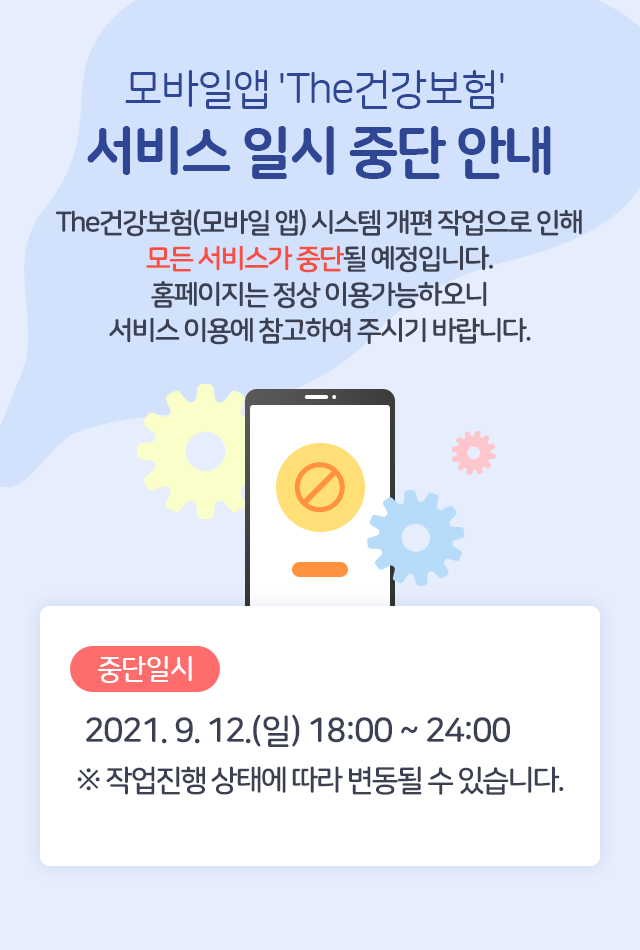 모바일앱 'The건강보험'
서비스 일시 중단 안내
The건강보험(모바일 앱) 시스템 개편 작업으로 인해
모든 서비스가 중단될 예정입니다.
홈페이지는 정상 이용가능하오니
서비스 이용에 참고하여 주시기 바랍니다.
중단일시
2021. 9. 12.(일) 18:00 ~ 24:00
※ 작업진행 상태에 따라 변동될 수 있습니다.